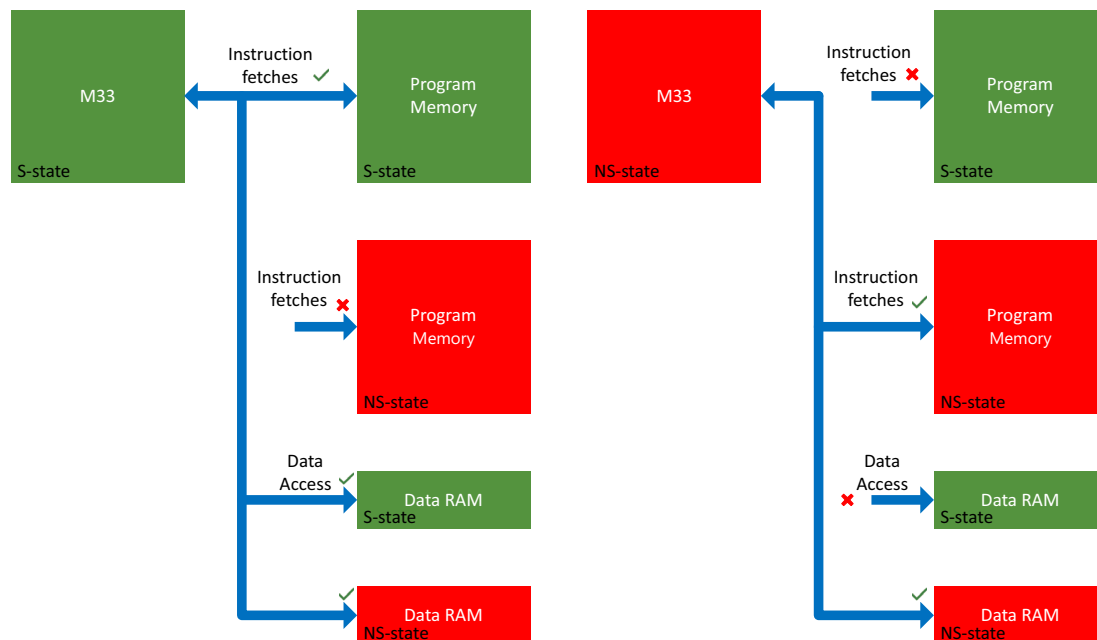 M33
S-state
Instruction
fetches
Program
Memory
S-state
Instruction
fetches
Program
Memory
NS-state
Data
Access
Data RAM
S-state
Data RAM
NS-state
M33
NS-state
Instruction
fetches
Program
Memory
S-state
Instruction
fetches
Program
Memory
NS-state
Data
Access
Data RAM
S-state
Data RAM
NS-state